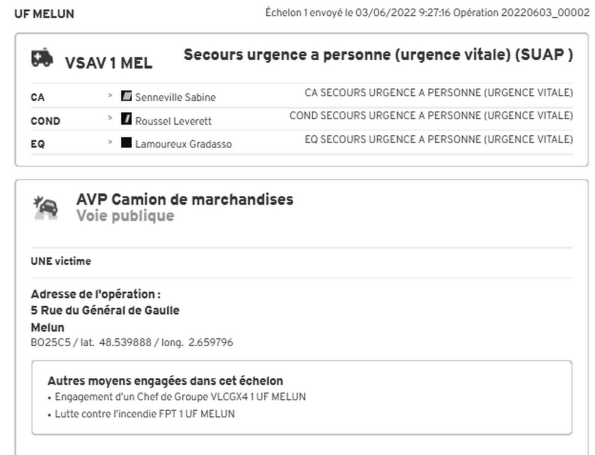 UF MELUN
Échelon 1 envoyé le 03/06/2022 9:27:16 Opération 20220603_00002
VSAV 1 MEL
Secours urgence a personne (urgence vitale) (SUAP )
CA > Senneville Sabine CA SECOURS URGENCE A PERSONNE (URGENCE VITALE)
COND > Roussel Leverett COND SECOURS URGENCE A PERSONNE (URGENCE VITALE)
EQ > Lamoureux Gradasso EQ SECOURS URGENCE A PERSONNE (URGENCE VITALE)
AVP Camion de marchandises
Voie publique
UNE victime
Adresse de l'opération :
5 Rue du Général de Gaulle
Melun
BO25C5 / lat. 48.539888 / long. 2.659796
Autres moyens engagées dans cet échelon
• Engagement d'un Chef de Groupe VLCGX4 1 UF MELUN
• Lutte contre l'incendie FPT 1 UF MELUN